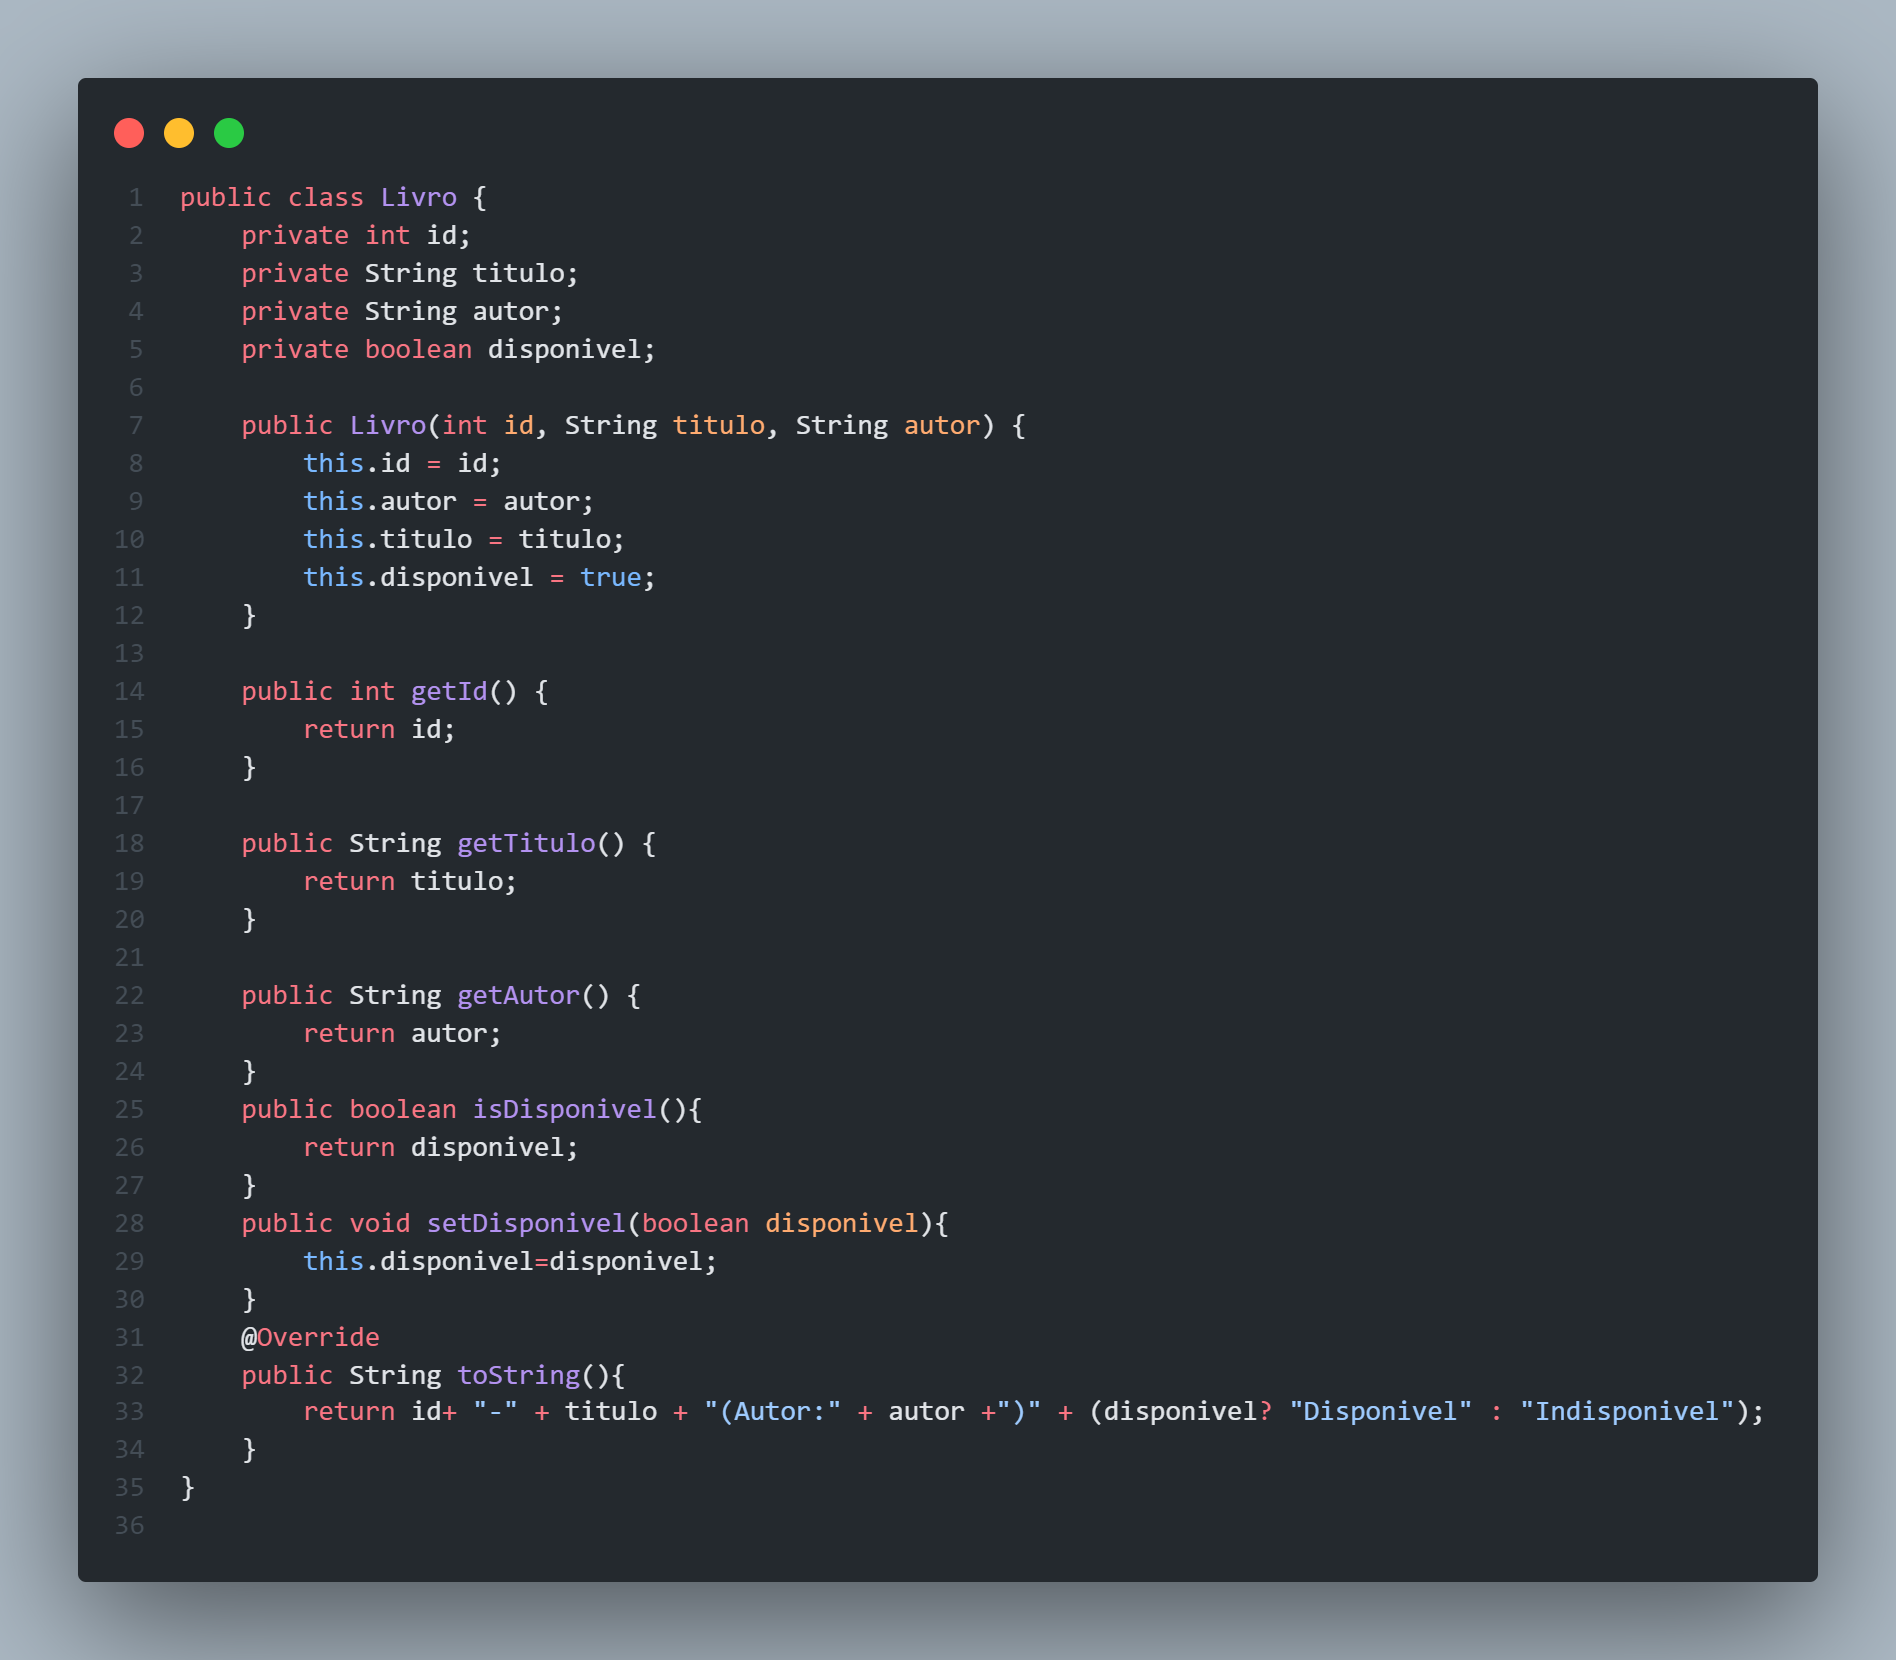 1 public class Livro {
2     private int id;
3     private String titulo;
4     private String autor;
5     private boolean disponivel;
6
7     public Livro(int id, String titulo, String autor) {
8         this.id = id;
9         this.autor = autor;
10         this.titulo = titulo;
11         this.disponivel = true;
12     }
13
14     public int getId() {
15         return id;
16     }
17
18     public String getTitulo() {
19         return titulo;
20     }
21
22     public String getAutor() {
23         return autor;
24     }
25     public boolean isDisponivel(){
26         return disponivel;
27     }
28     public void setDisponivel(boolean disponivel){
29         this.disponivel=disponivel;
30     }
31     @Override
32     public String toString(){
33         return id+ "-" + titulo + "(Autor:" + autor +")" + (disponivel? "Disponivel" : "Indisponivel");
34     }
35 }
36